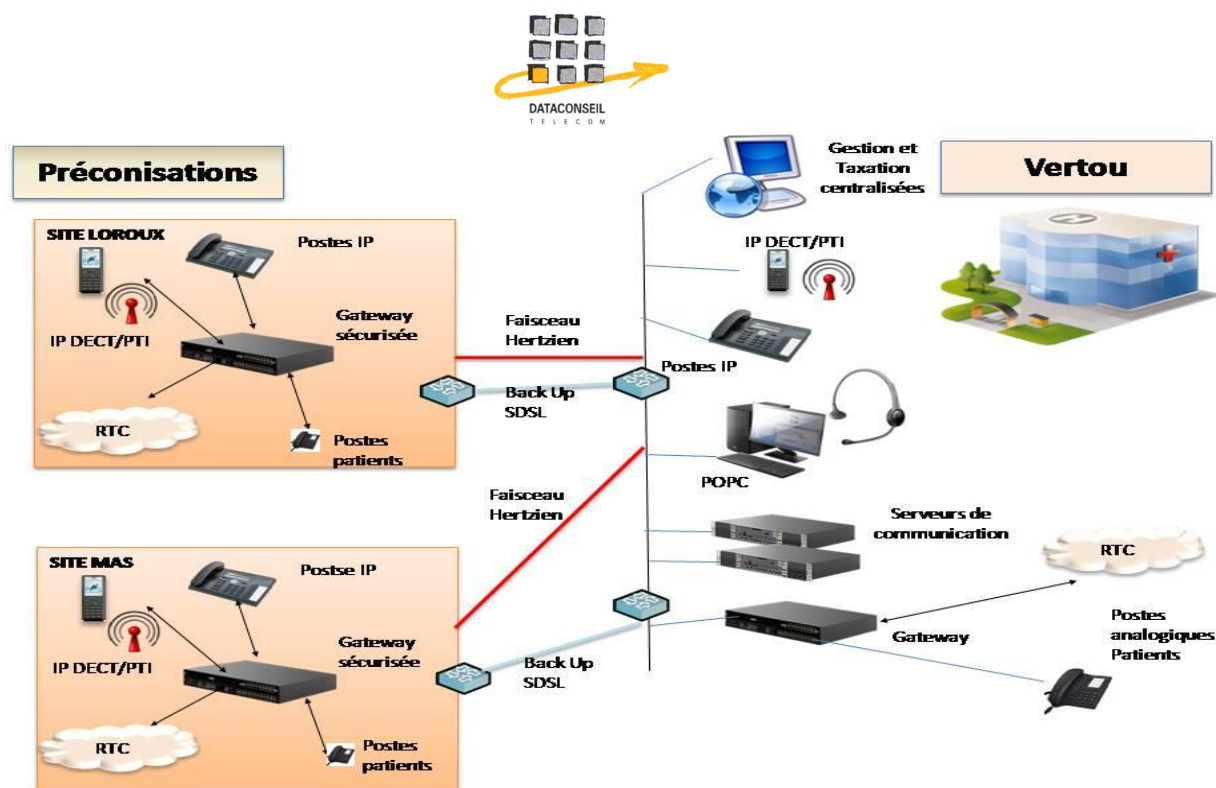 DATACONSEIL
TELECOM
Préconisations
Gestion et
Taxation
centralisées
Vertou
SITE LOROUX
Postes IP
IP DECT/PTI
Gateway
sécurisée
RTC
Postes
patients
Faisceau
Hertzien
Back Up
SDSL
IP DECT/PTI
Postes IP
POPC
Faisceau
Hertzien
Serveurs de
communication
RTC
SITE MAS
Postse IP
IP DECT/PTI
Gateway
sécurisée
RTC
Postes
patients
Back Up
SDSL
Gateway
Postes
analogiques
Patients